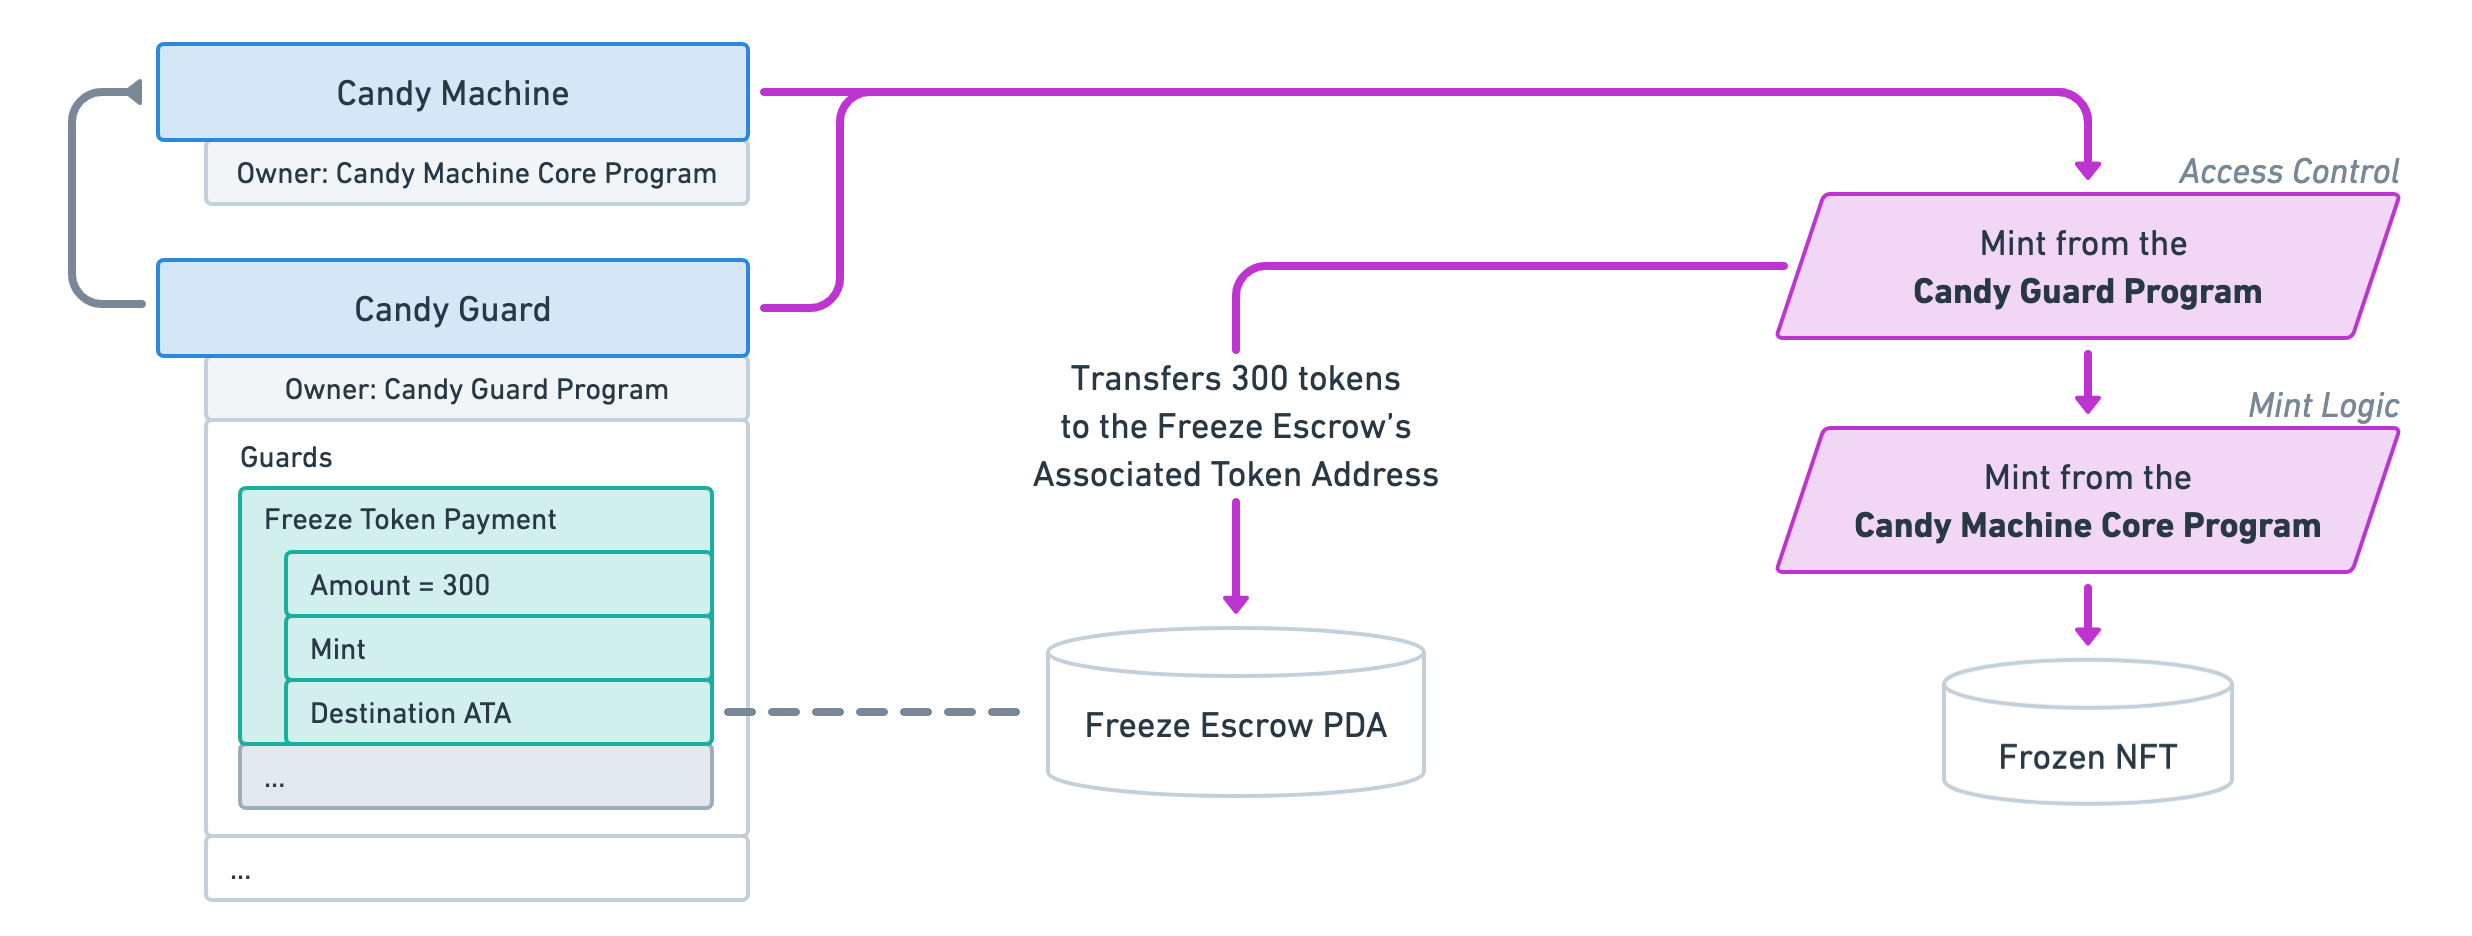 Candy Machine
Owner: Candy Machine Core Program
Candy Guard
Owner: Candy Guard Program
Guards
Freeze Token Payment
Amount = 300
Mint
Destination ATA
...
...
Transfers 300 tokens
to the Freeze Escrow’s
Associated Token Address
Freeze Escrow PDA
Access Control
Mint from the
Candy Guard Program
Mint Logic
Mint from the
Candy Machine Core Program
Frozen NFT